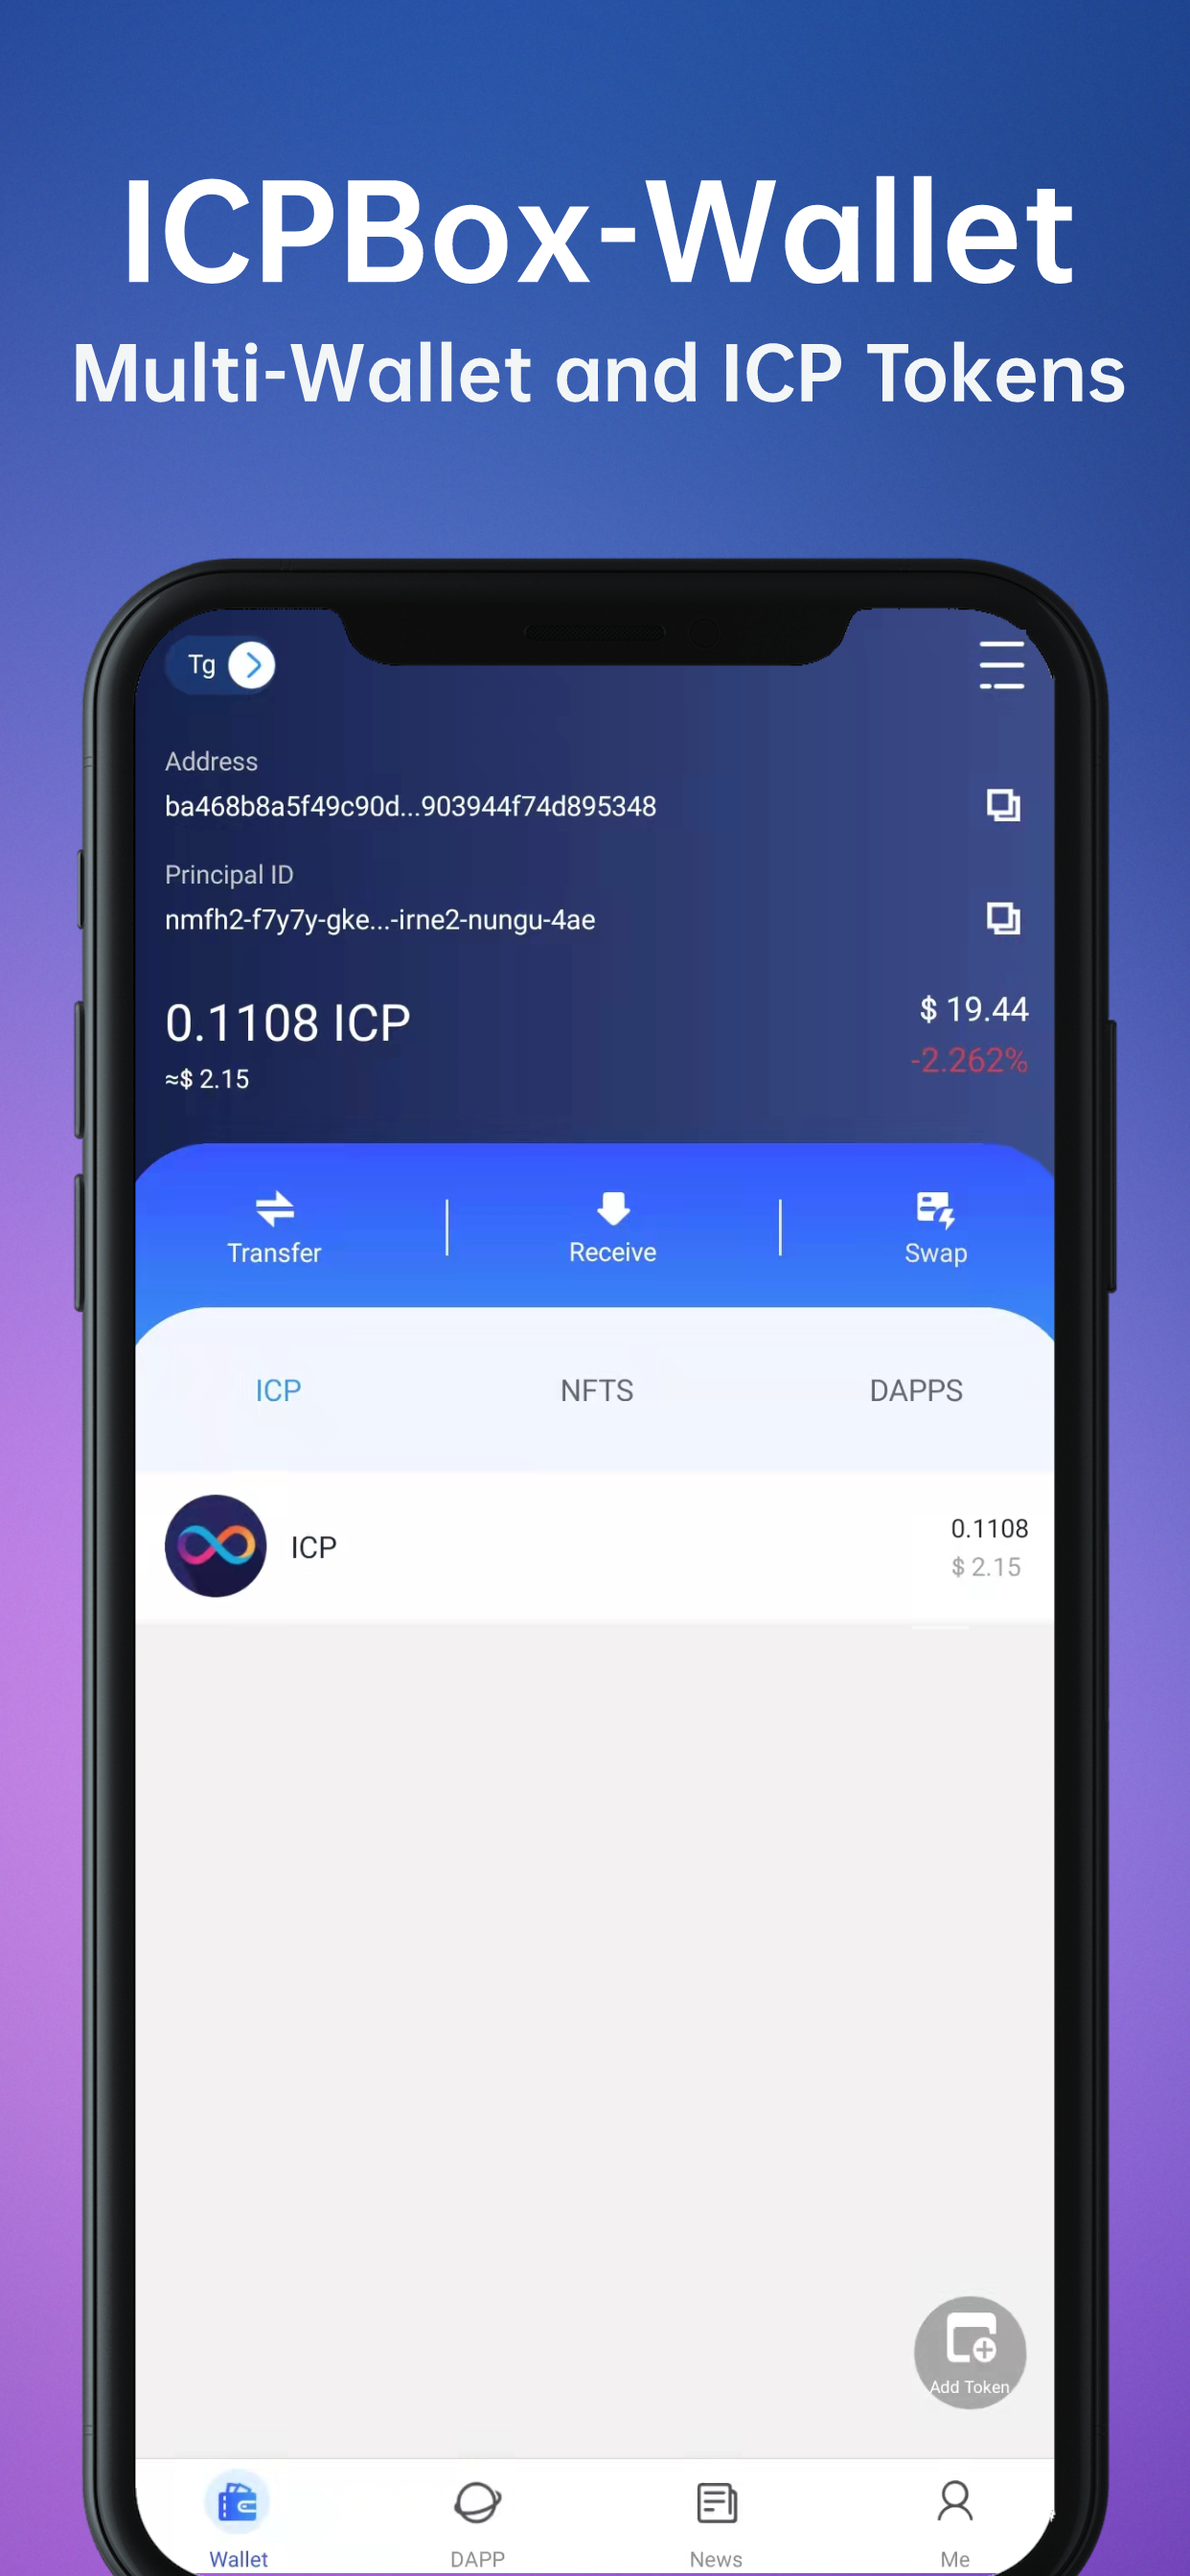 ICPBox-Wallet
Multi-Wallet and ICP Tokens
Tg
Address
ba468b8a5f49c90d...903944f74d895348
Principal ID
nmfh2-f7y7y-gke...-irne2-nungu-4ae
0.1108 ICP
$ 19.44
≈$ 2.15
-2.262%
Transfer
Receive
Swap
ICP
NFTS
DAPPS
ICP
0.1108
$ 2.15
Add Token
Wallet
DAPP
News
Me